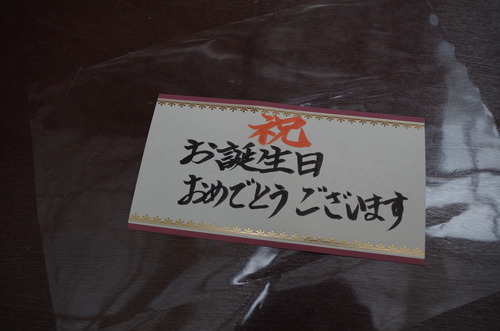 祝
お誕生日
おめでとうございます